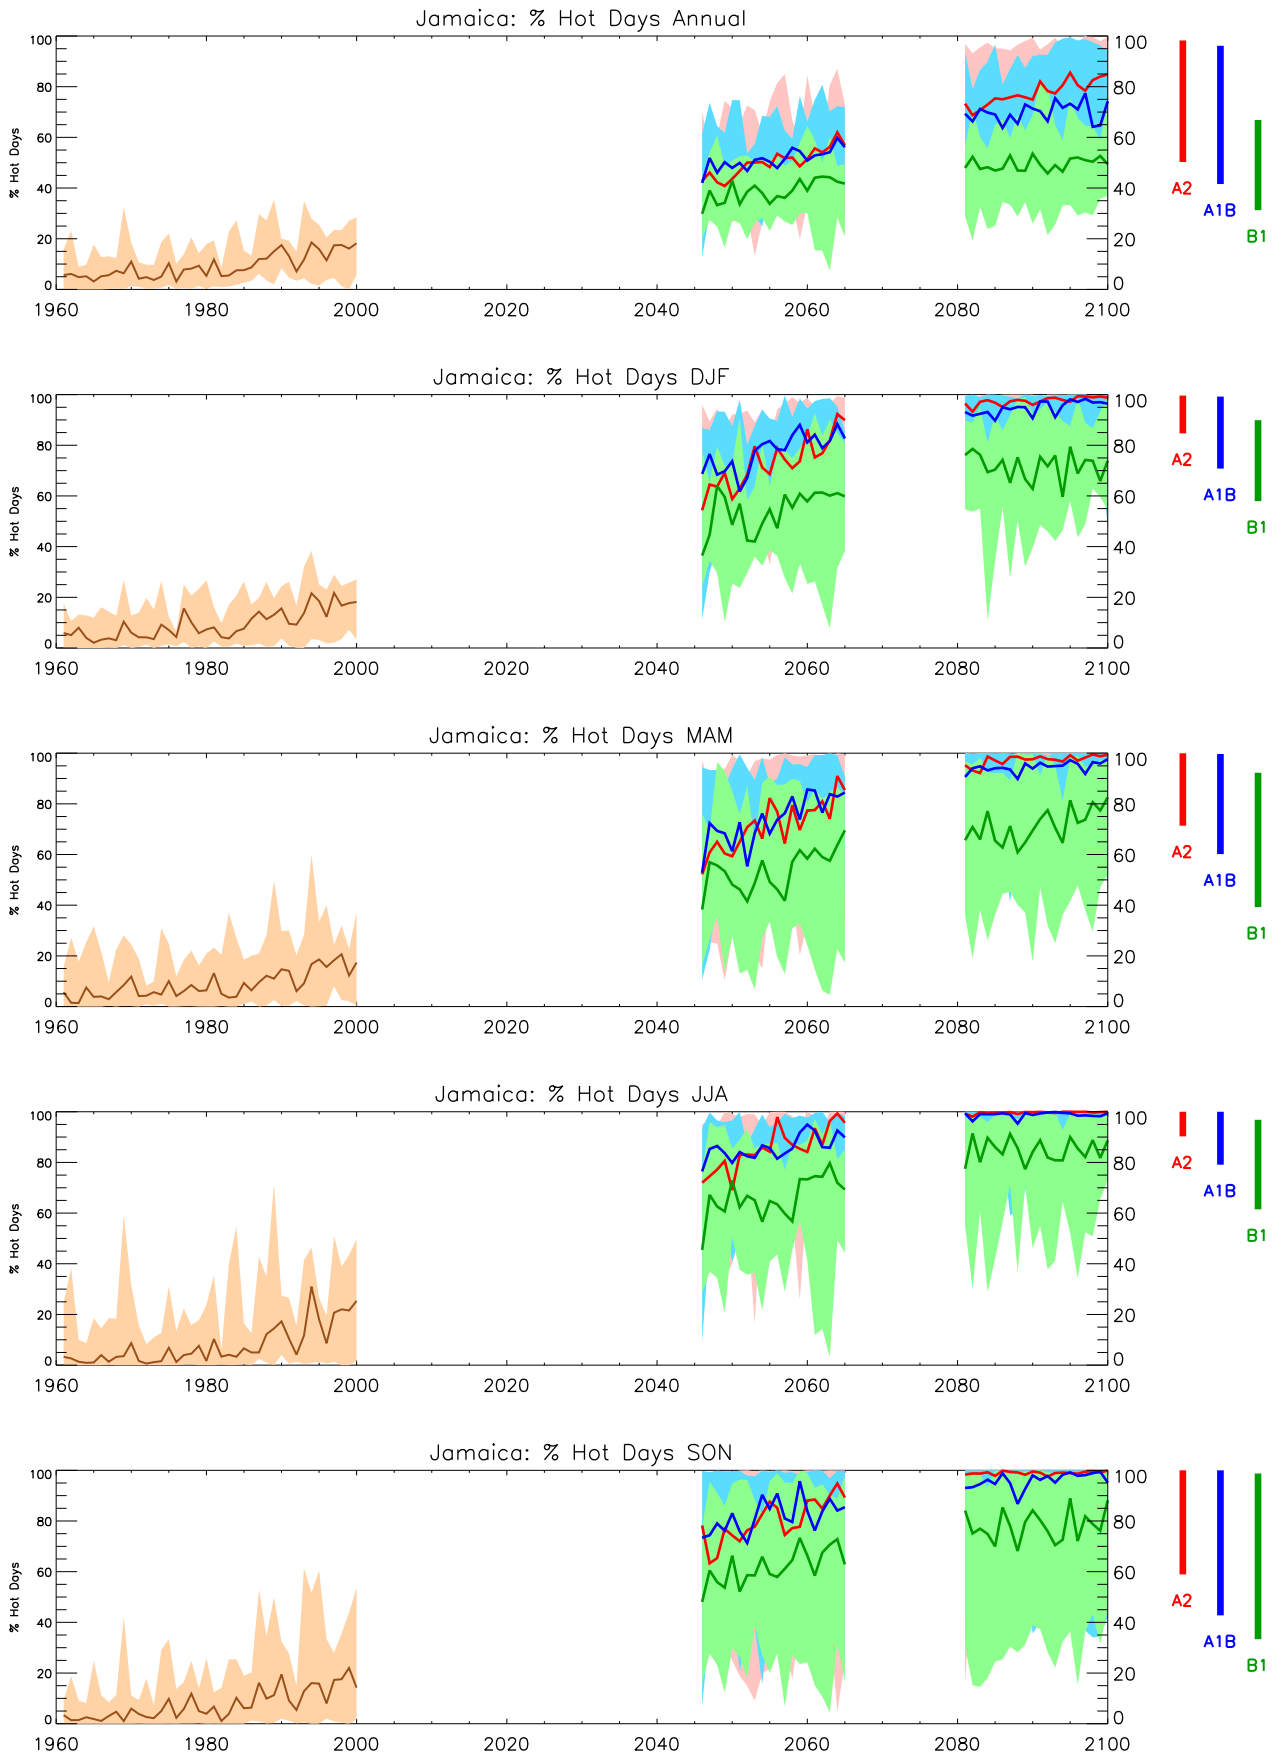 Jamaica: % Hot Days Annual
% Hot Days
100 80 60 40 20 0
100 80 60 40 20 0
1960 1980 2000 2020 2040 2060 2080 2100
A2 A1B B1
Jamaica: % Hot Days DJF
% Hot Days
100 80 60 40 20 0
100 80 60 40 20 0
1960 1980 2000 2020 2040 2060 2080 2100
A2 A1B B1
Jamaica: % Hot Days MAM
% Hot Days
100 80 60 40 20 0
100 80 60 40 20 0
1960 1980 2000 2020 2040 2060 2080 2100
A2 A1B B1
Jamaica: % Hot Days JJA
% Hot Days
100 80 60 40 20 0
100 80 60 40 20 0
1960 1980 2000 2020 2040 2060 2080 2100
A2 A1B B1
Jamaica: % Hot Days SON
% Hot Days
100 80 60 40 20 0
100 80 60 40 20 0
1960 1980 2000 2020 2040 2060 2080 2100
A2 A1B B1